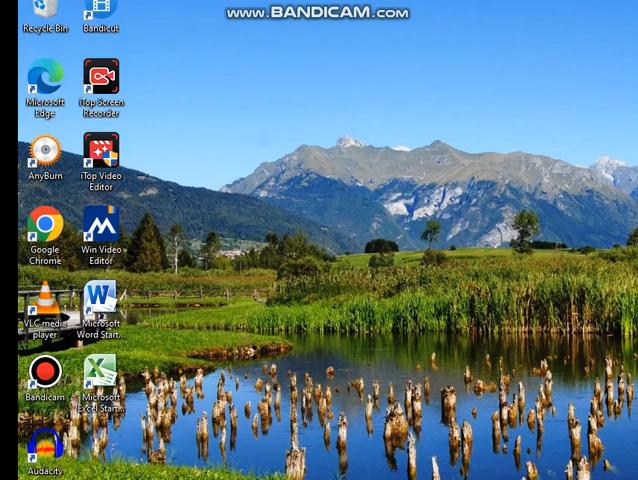 www.BANDICAM.com
Recycle Bin
Bandicut
Microsoft
Edge
iTop Screen
Recorder
AnyBurn
iTop Video
Editor
Google
Chrome
Win Video
Editor
VLC media
player
Microsoft
Word Start...
Bandicam
Microsoft
Excel Start...
Audacity